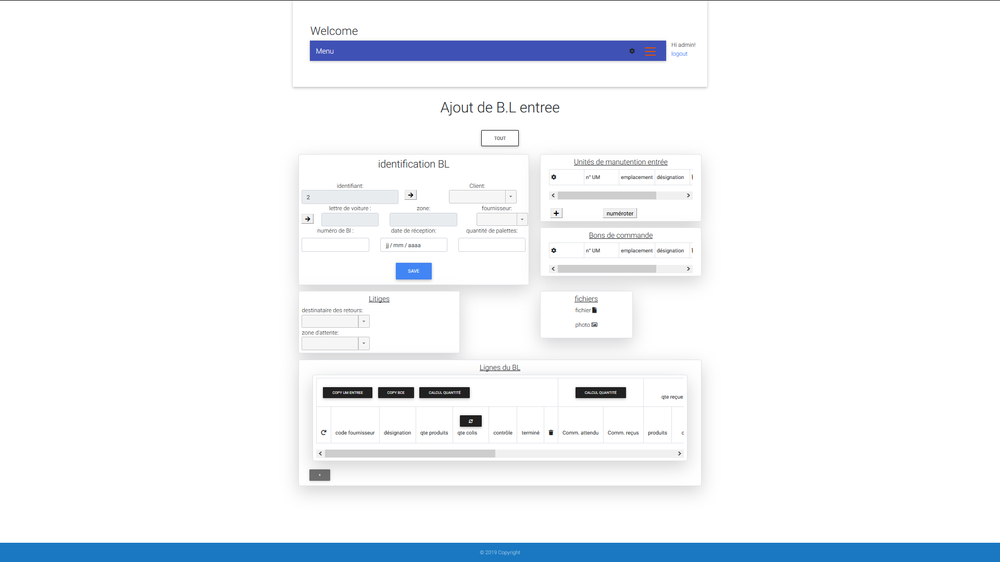 Welcome
Menu
Hi admin!
logout
Ajout de B.L entree
TOUT
identification BL
identifiant:
Client:
2
lettre de voiture :
zone:
fournisseur:
numéro de Bl :
date de réception:
quantité de palettes:
jj / mm / aaaa
SAVE
Unités de manutention entrée
n° UM emplacement désignation
+ numéroter
Bons de commande
n° UM emplacement désignation
Litiges
destinataire des retours:
zone d'attente:
fichiers
fichier
photo
Lignes du BL
COPY UM ENTREE COPY BCE CALCUL QUANTITÉ CALCUL QUANTITÉ qte reçue
code fournisseur désignation qte produits qte colis contrôle terminé Comm. attendu Comm. reçus produits c
+
© 2019 Copyright